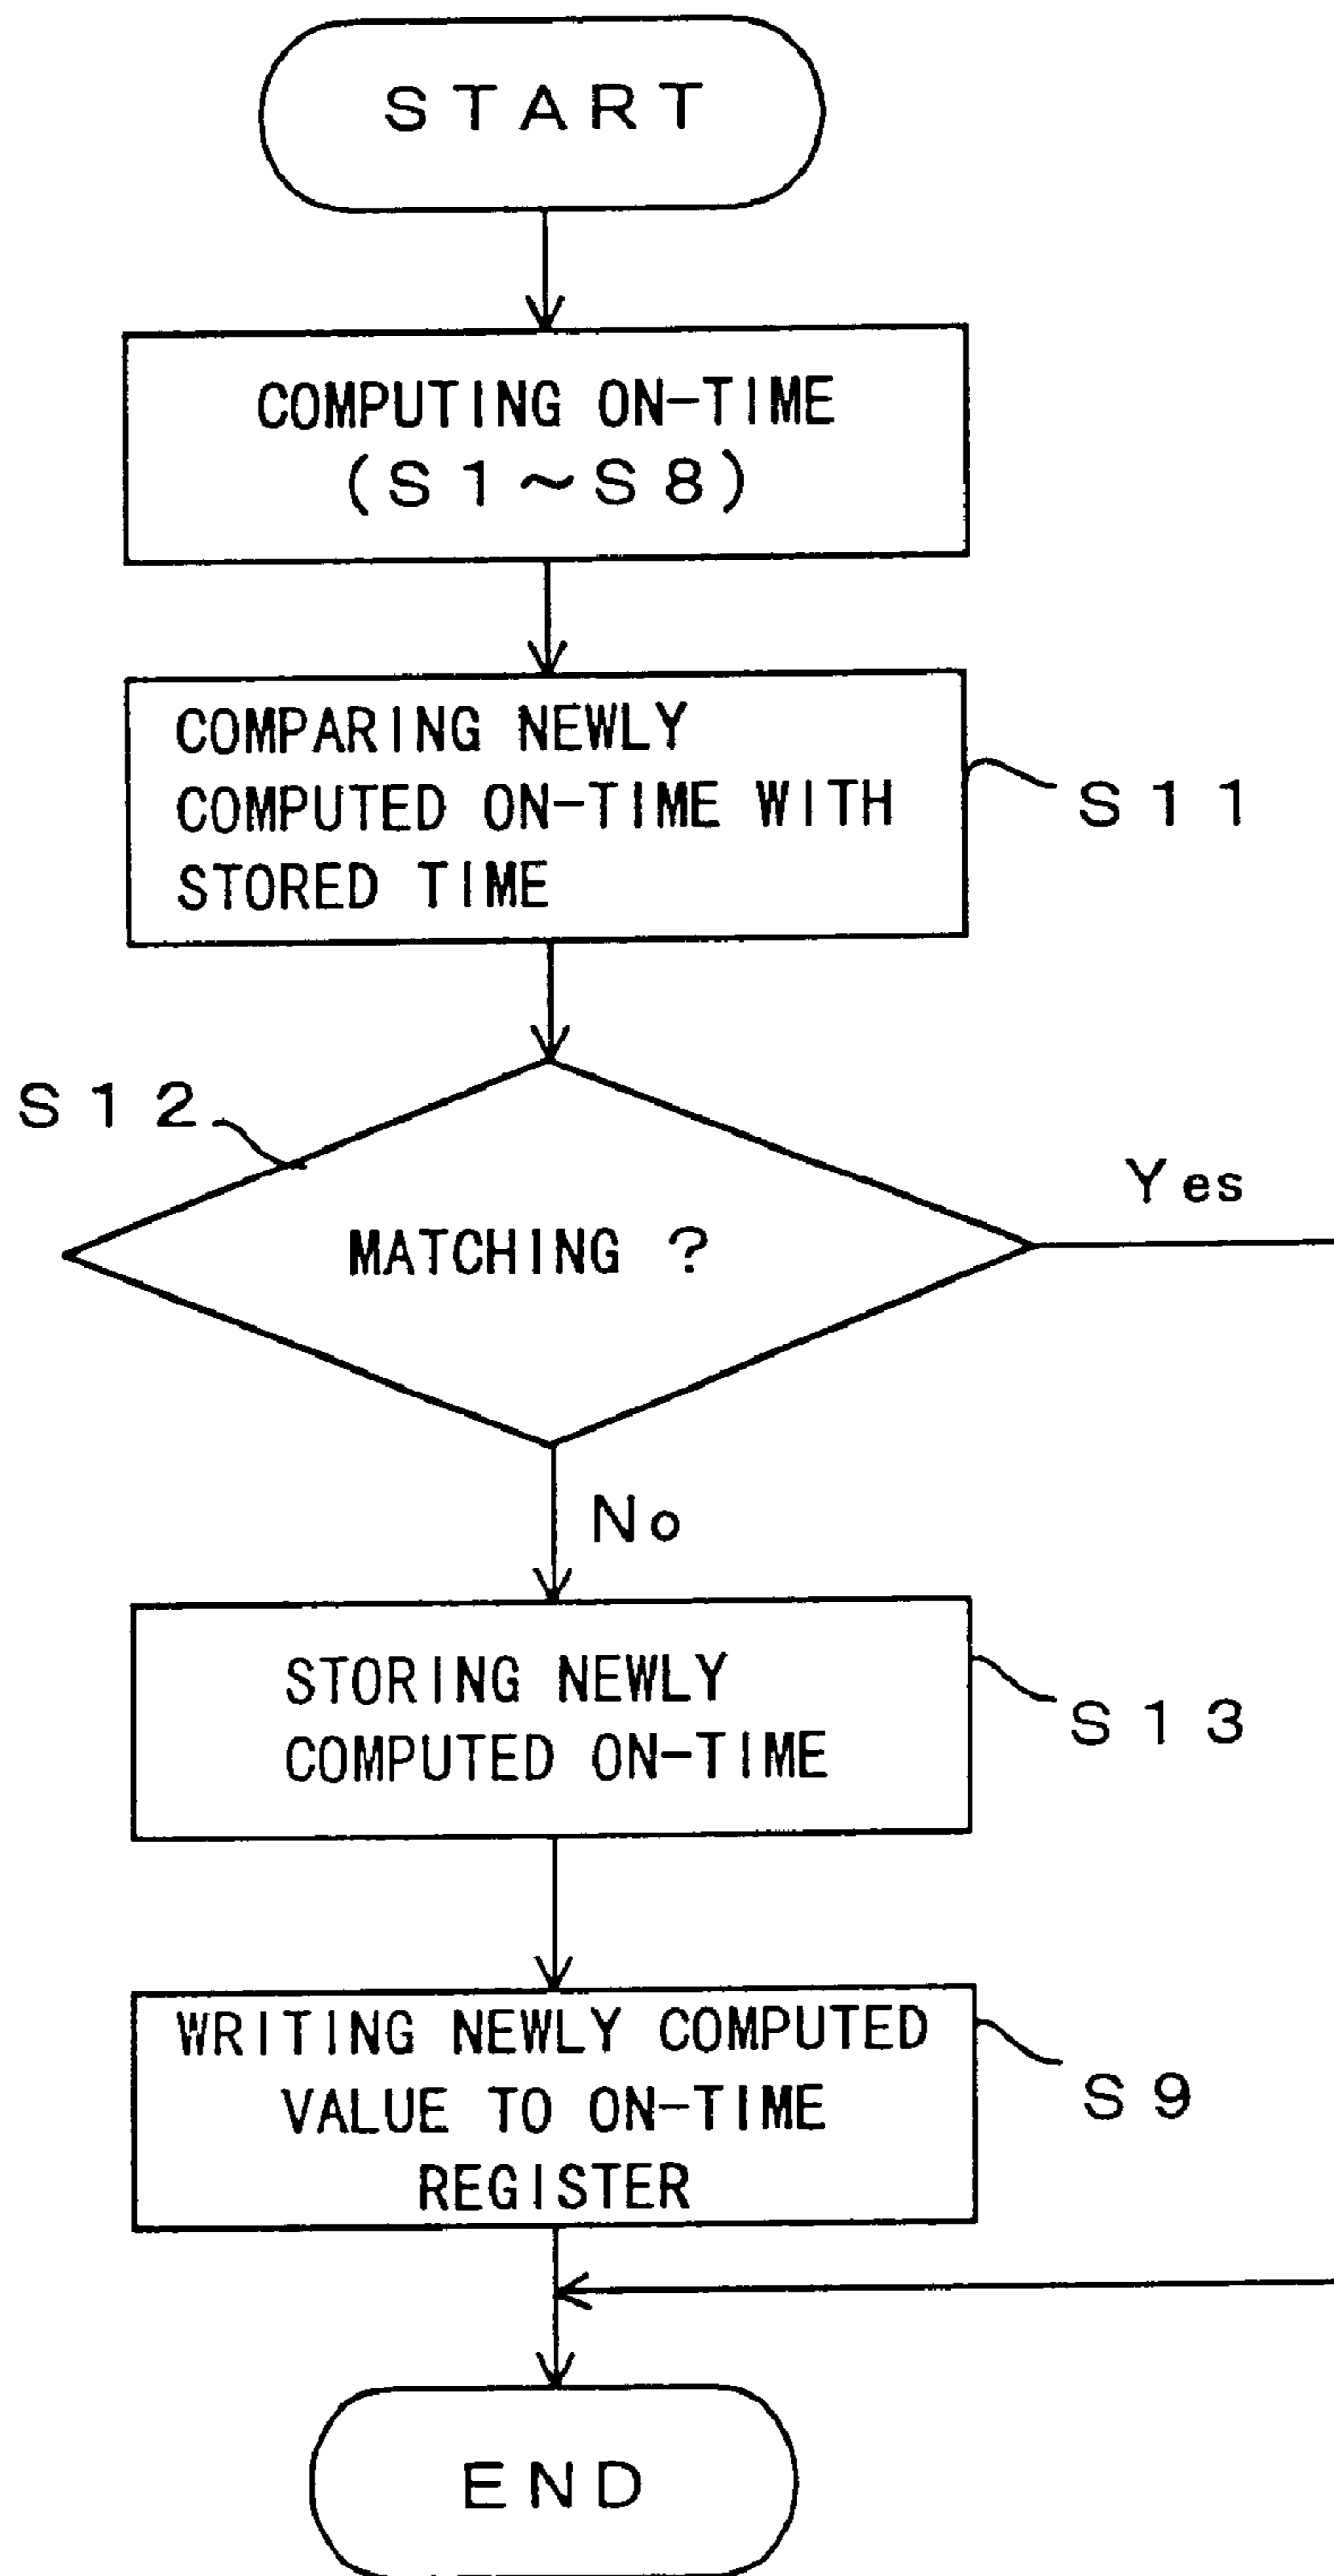 START
COMPUTING ON-TIME
(S1~S8)
COMPARING NEWLY
COMPUTED ON-TIME WITH
STORED TIME
S11
S12
MATCHING ?
Yes
No
STORING NEWLY
COMPUTED ON-TIME
S13
WRITING NEWLY COMPUTED
VALUE TO ON-TIME
REGISTER
S9
END